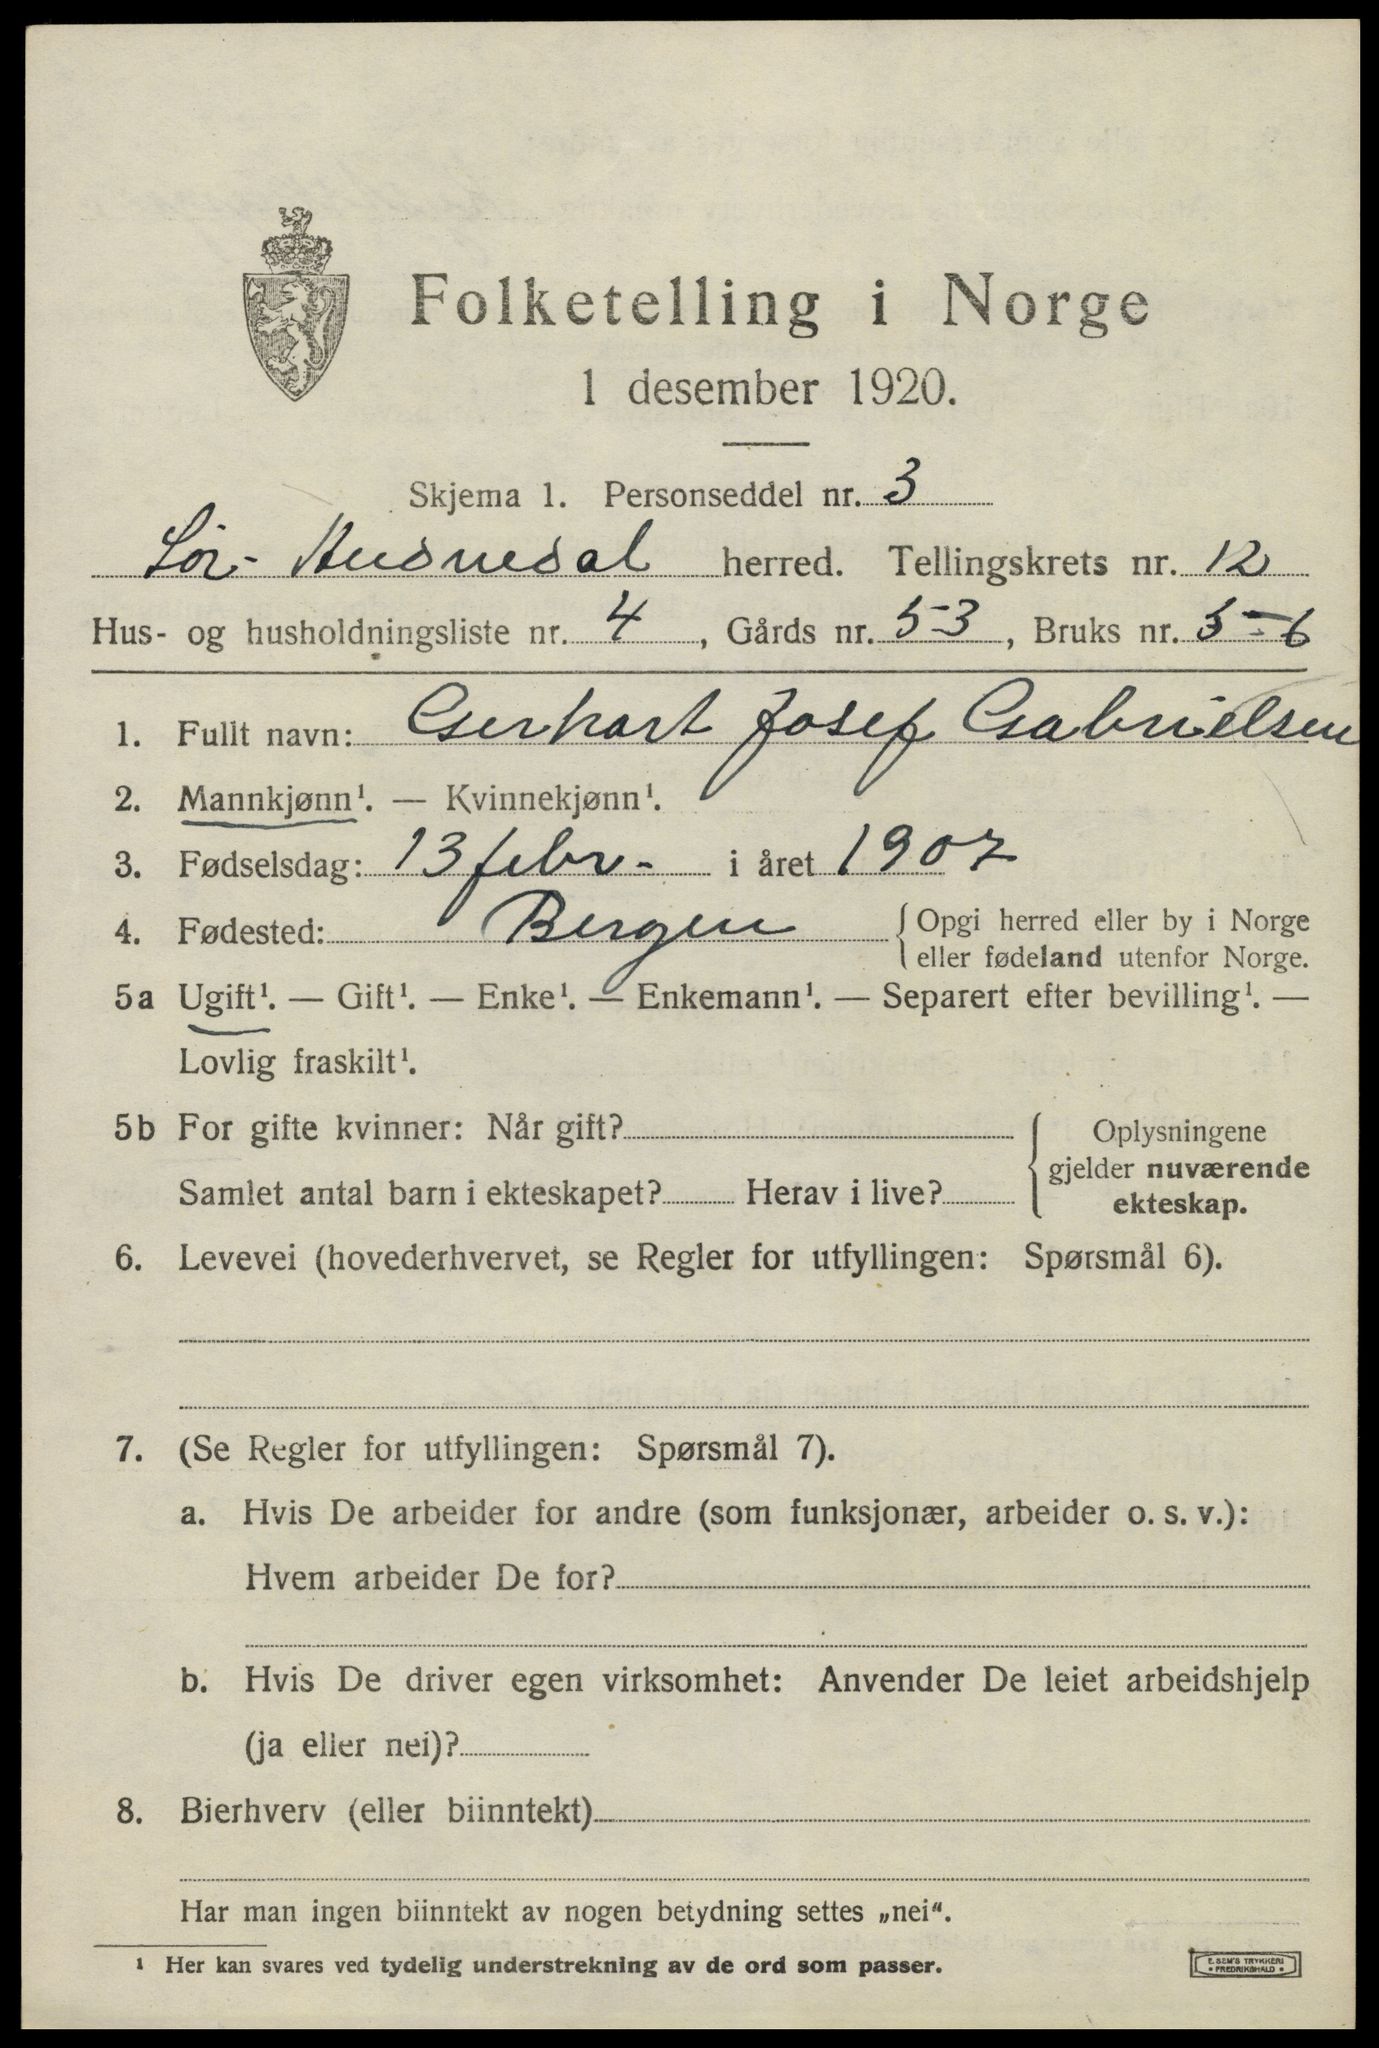 Folketelling i Norge
1 desember 1920.
Skjema 1. Personseddel nr. 3
Sør-Audnedal herred. Tellingskrets nr. 12
Hus- og husholdningsliste nr. 4, Gårds nr. 53, Bruks nr. 5-6
1. Fullt navn: Gerhart Josef Gabrielsen
2. Mannkjønn¹. — Kvinnekjønn¹.
3. Fødselsdag: 13 febr- i året 1907
4. Fødested: Bergen { Opgi herred eller by i Norge
eller fødeland utenfor Norge.
5a Ugift¹. — Gift¹. — Enke¹. — Enkemann¹. — Separert efter bevilling¹. —
Lovlig fraskilt¹.
5b For gifte kvinner: Når gift? { Oplysningene
gjelder nuværende
Samlet antal barn i ekteskapet? Herav i live? ekteskap.
6. Levevei (hovederhvervet, se Regler for utfyllingen: Spørsmål 6).
7. (Se Regler for utfyllingen: Spørsmål 7).
a. Hvis De arbeider for andre (som funksjonær, arbeider o. s. v.):
Hvem arbeider De for?
b. Hvis De driver egen virksomhet: Anvender De leiet arbeidshjelp
(ja eller nei)?
8. Bierhverv (eller biinntekt)
Har man ingen biinntekt av nogen betydning settes „nei“.
¹ Her kan svares ved tydelig understrekning av de ord som passer.
E. SEM'S TRYKKERI
• FREDRIKSHALD •